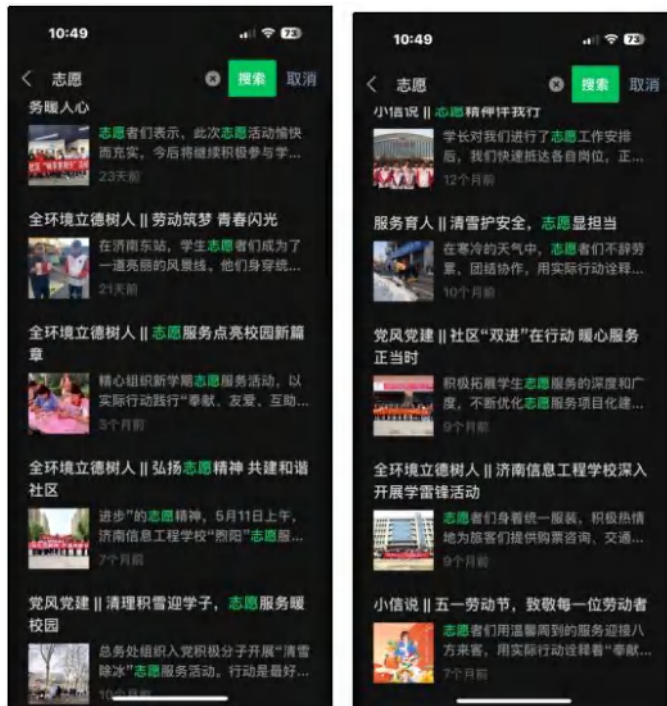 10:49
73
志愿
搜索
取消
务暖人心
志愿者们表示，此次志愿活动愉快
而充实，今后将继续积极参与学...
23天前
全环境立德树人 || 劳动筑梦 青春闪光
在济南东站，学生志愿者们成为了
一道亮丽的风景线。他们身穿统...
21天前
全环境立德树人 || 志愿服务点亮校园新篇
章
精心组织新学期志愿服务活动，以
实际行动践行“奉献、友爱、互助...
3个月前
全环境立德树人 || 弘扬志愿精神 共建和谐
社区
进步”的志愿精神，5月11日上午，
济南信息工程学校“煦阳”志愿服...
7个月前
党风党建 || 清理积雪迎学子，志愿服务暖
校园
总务处组织入党积极分子开展“清雪
除冰”志愿服务活动。行动是最好...
10个月前
10:49
73
志愿
搜索
取消
小信说 || 志愿精神伴我行
学长对我们进行了志愿工作安排
后，我们快速抵达各自岗位，正...
12个月前
服务育人 || 清雪护安全，志愿显担当
在寒冷的天气中，志愿者们不辞劳
累，团结协作，用实际行动诠释...
10个月前
党风党建 || 社区“双进”在行动 暖心服务
正当时
积极拓展学生志愿服务的深度和广
度，不断优化志愿服务项目化建...
9个月前
全环境立德树人 || 济南信息工程学校深入
开展学雷锋活动
志愿者们身着统一服装，积极热情
地为旅客们提供购票咨询、交通...
9个月前
小信说 || 五一劳动节，致敬每一位劳动者
志愿者们用温馨周到的服务迎接八
方来客，用实际行动诠释着“奉献...
7个月前